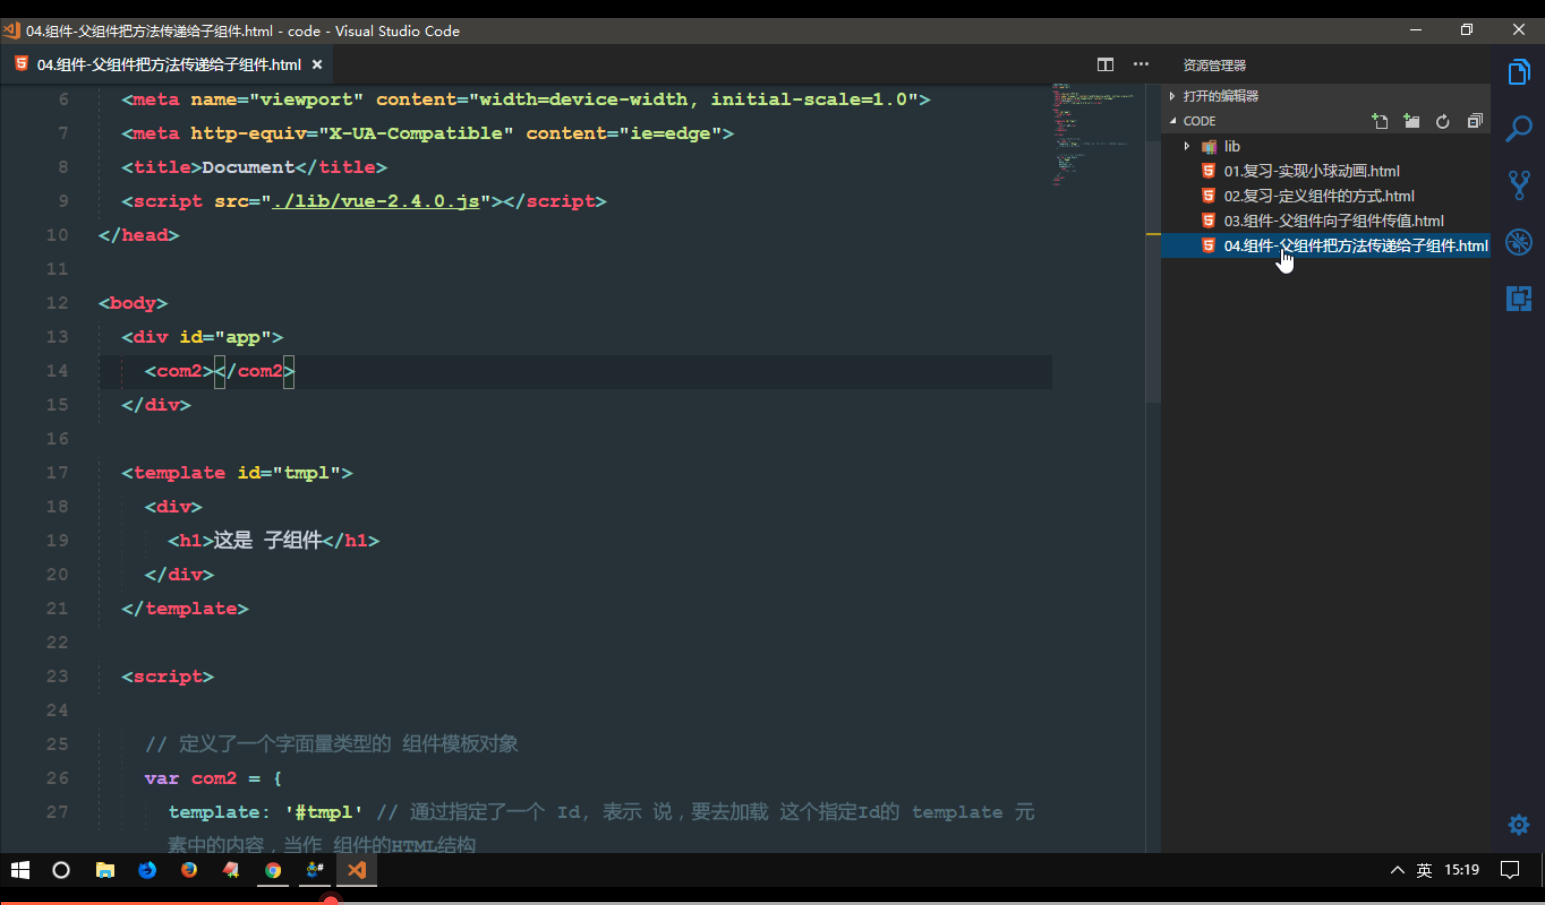 04.组件-父组件把方法传递给子组件.html - code - Visual Studio Code
04.组件-父组件把方法传递给子组件.html ×
6 <meta name="viewport" content="width=device-width, initial-scale=1.0">
7 <meta http-equiv="X-UA-Compatible" content="ie=edge">
8 <title>Document</title>
9 <script src="./lib/vue-2.4.0.js"></script>
10 </head>
11
12 <body>
13 <div id="app">
14 <com2></com2>
15 </div>
16
17 <template id="tmpl">
18 <div>
19 <h1>这是 子组件</h1>
20 </div>
21 </template>
22
23 <script>
24
25 // 定义了一个字面量类型的 组件模板对象
26 var com2 = {
27 template: '#tmpl' // 通过指定了一个 Id, 表示 说，要去加载 这个指定Id的 template 元
素中的内容，当作 组件的HTML结构
资源管理器
打开的编辑器
CODE
lib
01.复习-实现小球动画.html
02.复习-定义组件的方式.html
03.组件-父组件向子组件传值.html
04.组件-父组件把方法传递给子组件.html
英 15:19